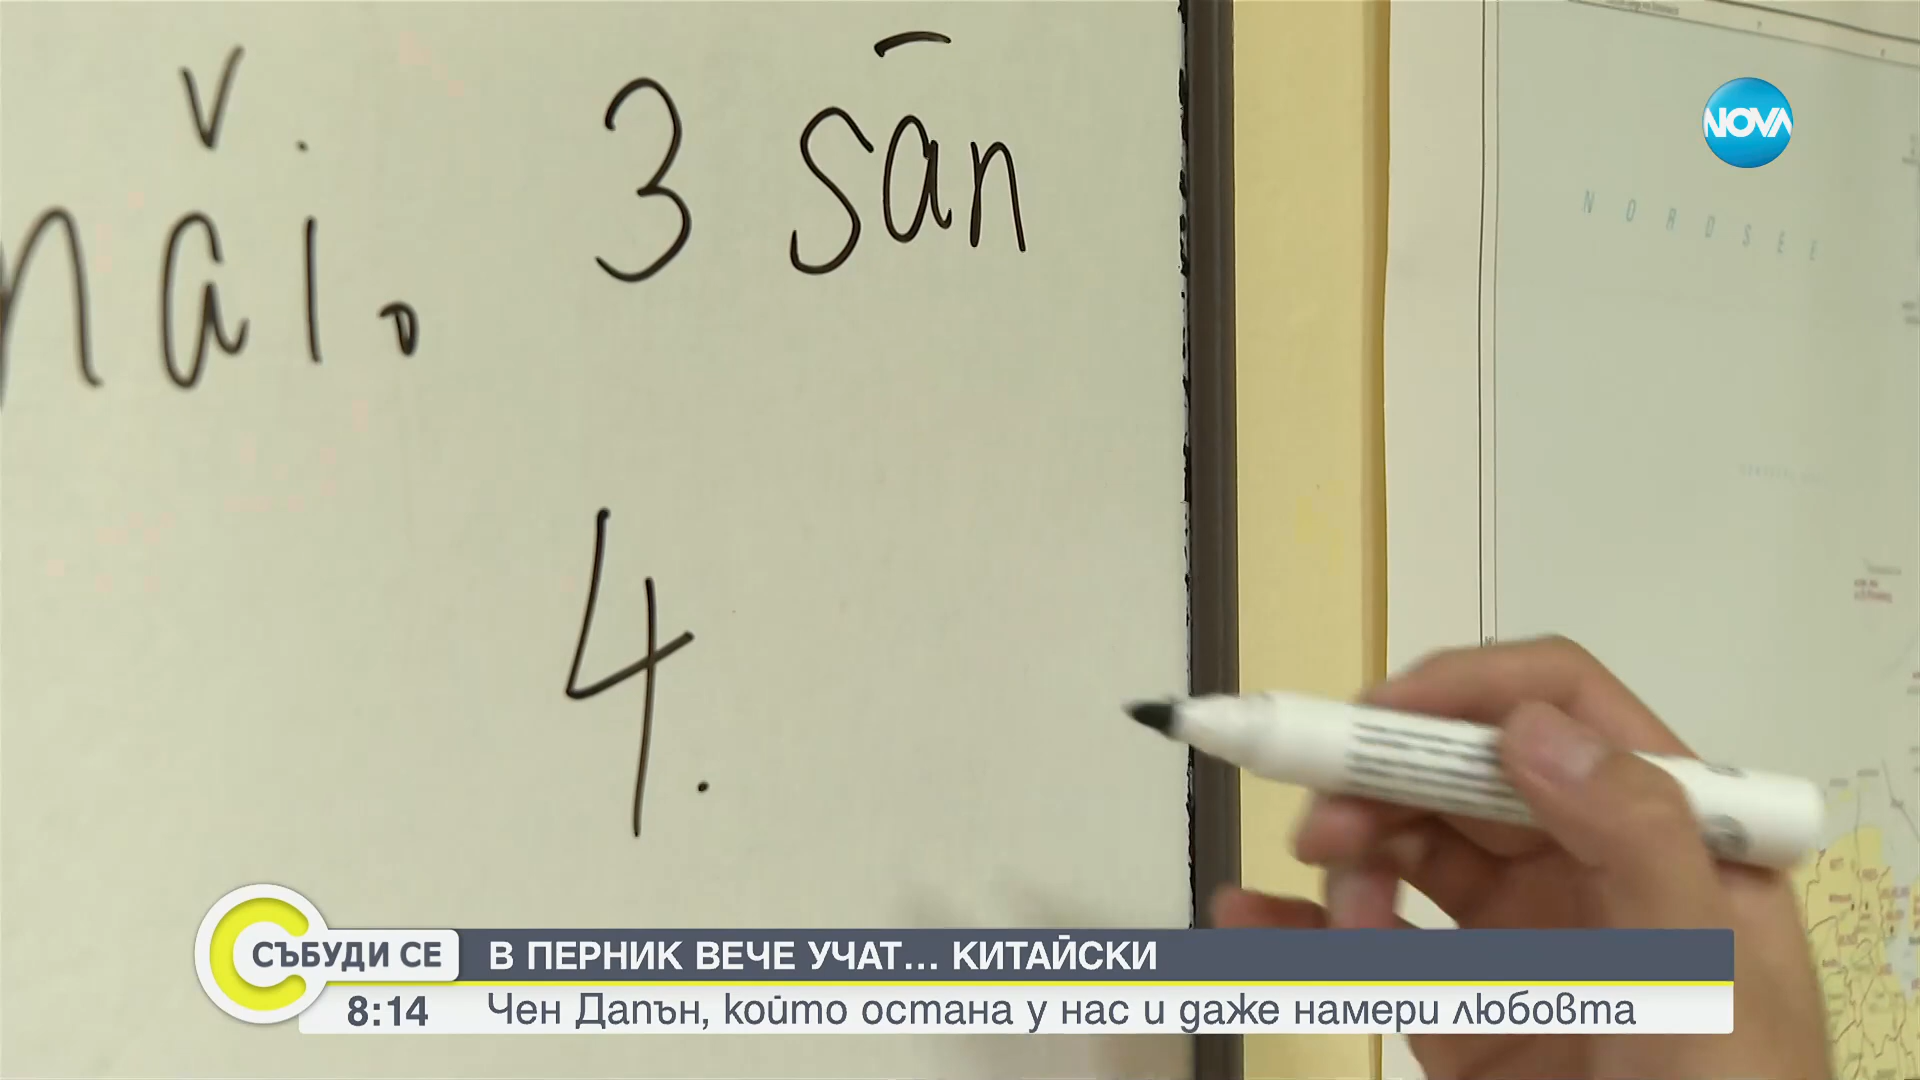 3 sān
nǎi.
4.
NOVA
NORDSEE
СЪБУДИ СЕ
В ПЕРНИК ВЕЧЕ УЧАТ... КИТАЙСКИ
8:14
Чен Дапън, който остана у нас и даже намери любовта